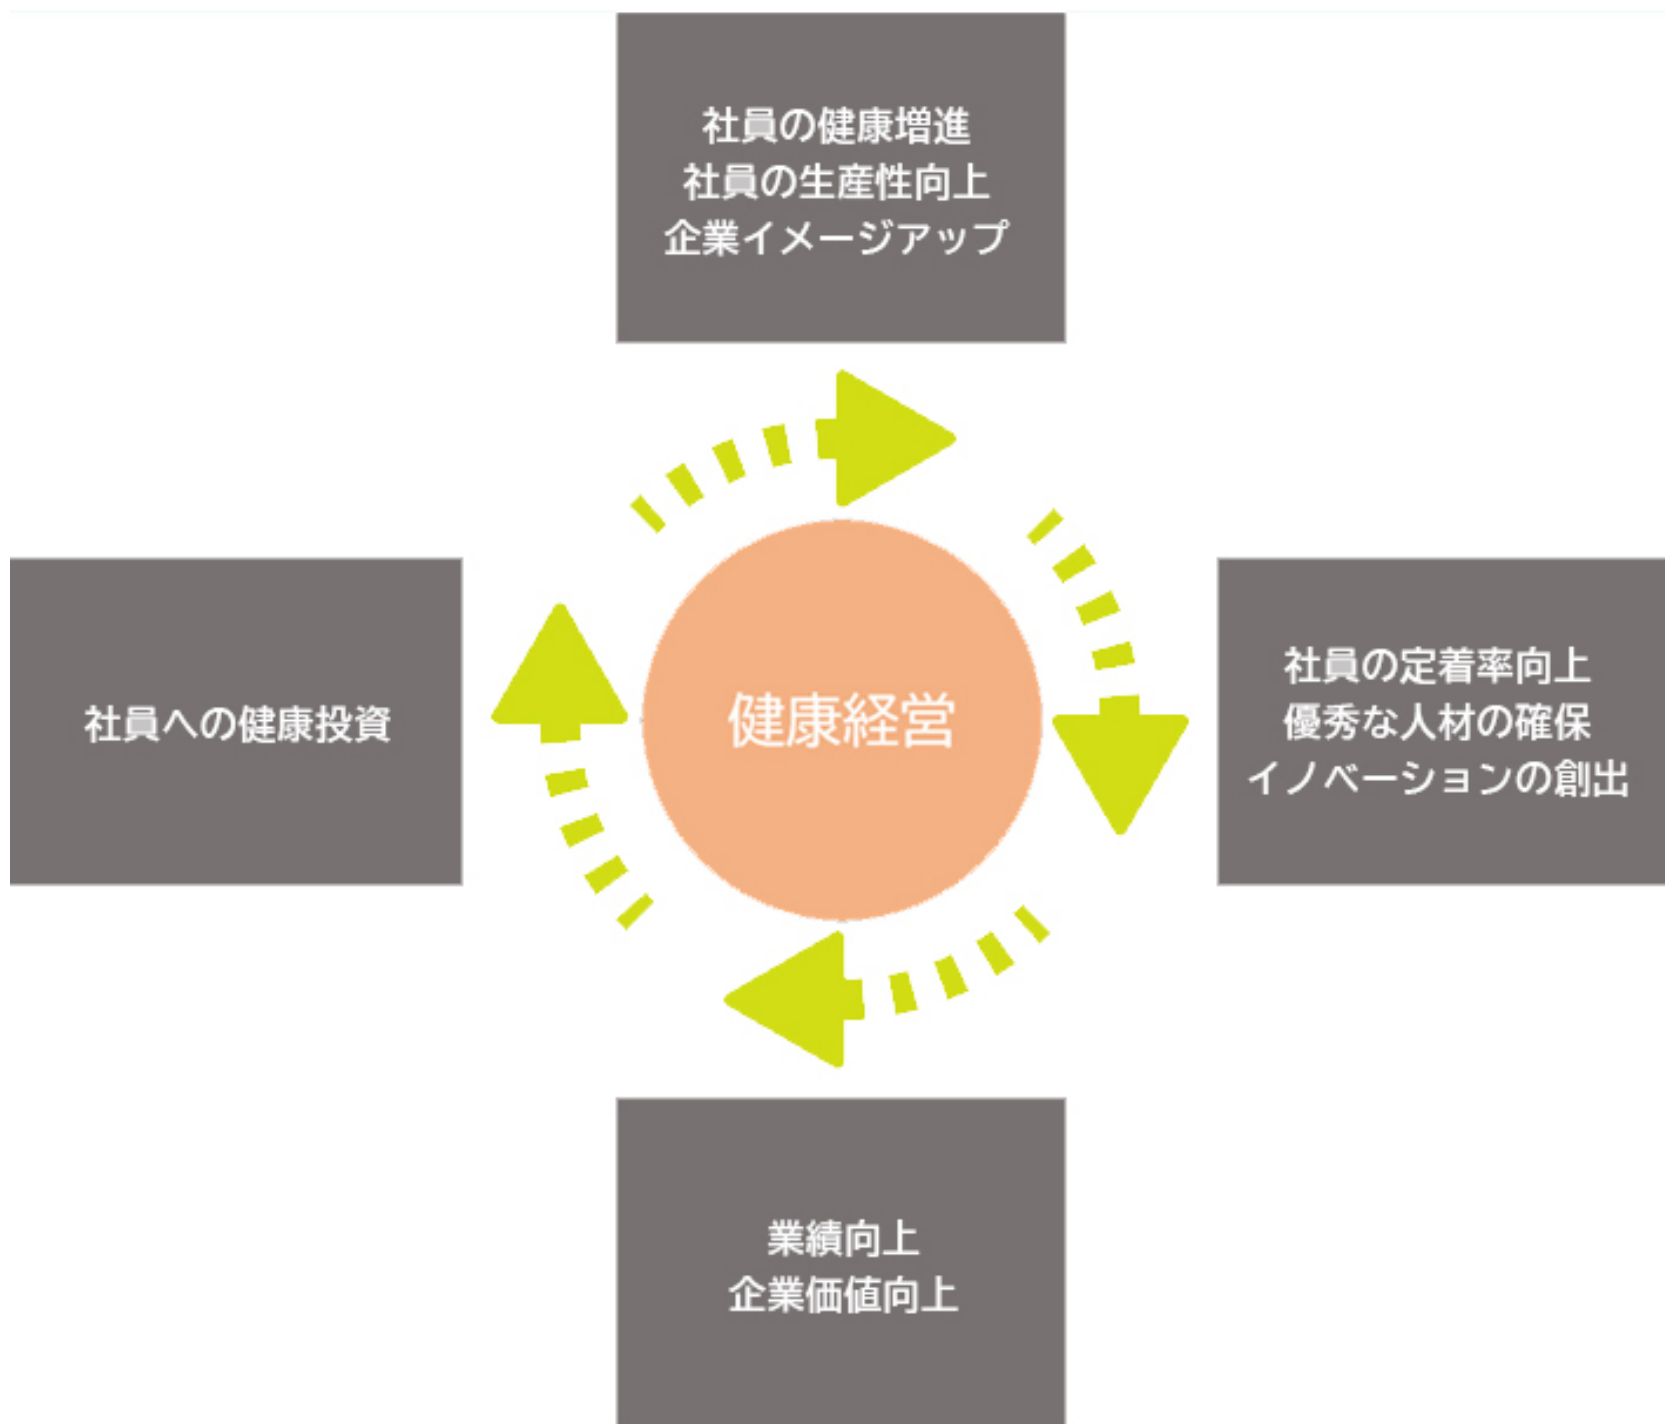 社員の健康増進
社員の生産性向上
企業イメージアップ
社員への健康投資
健康経営
社員の定着率向上
優秀な人材の確保
イノベーションの創出
業績向上
企業価値向上